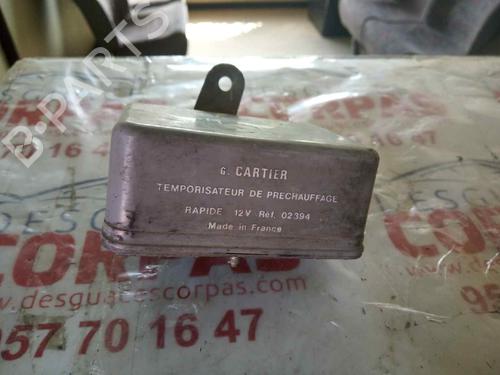 B-PARTS
G. CARTIER
TEMPORISATEUR DE PRECHAUFFAGE
RAPIDE 12V Réf. 02394
Made in France
CORPAS
www.desguacescorpas.com
957 70 16 47